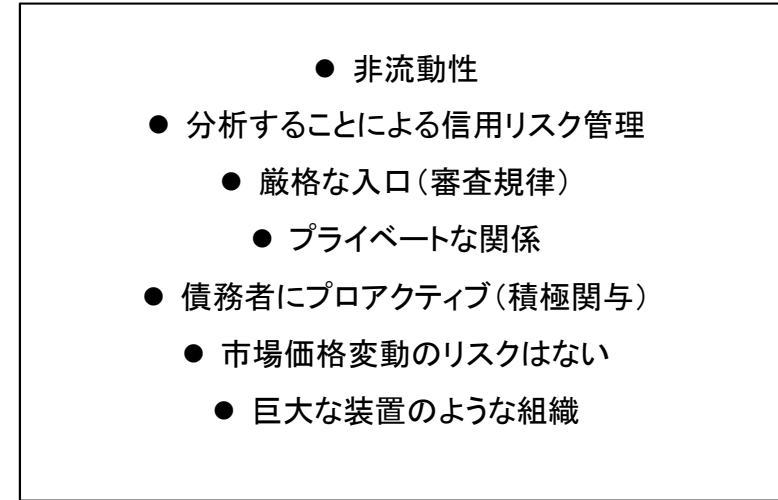 ● 非流動性
● 分析することによる信用リスク管理
● 厳格な入口（審査規律）
● プライベートな関係
● 債務者にプロアクティブ（積極関与）
● 市場価格変動のリスクはない
● 巨大な装置のような組織